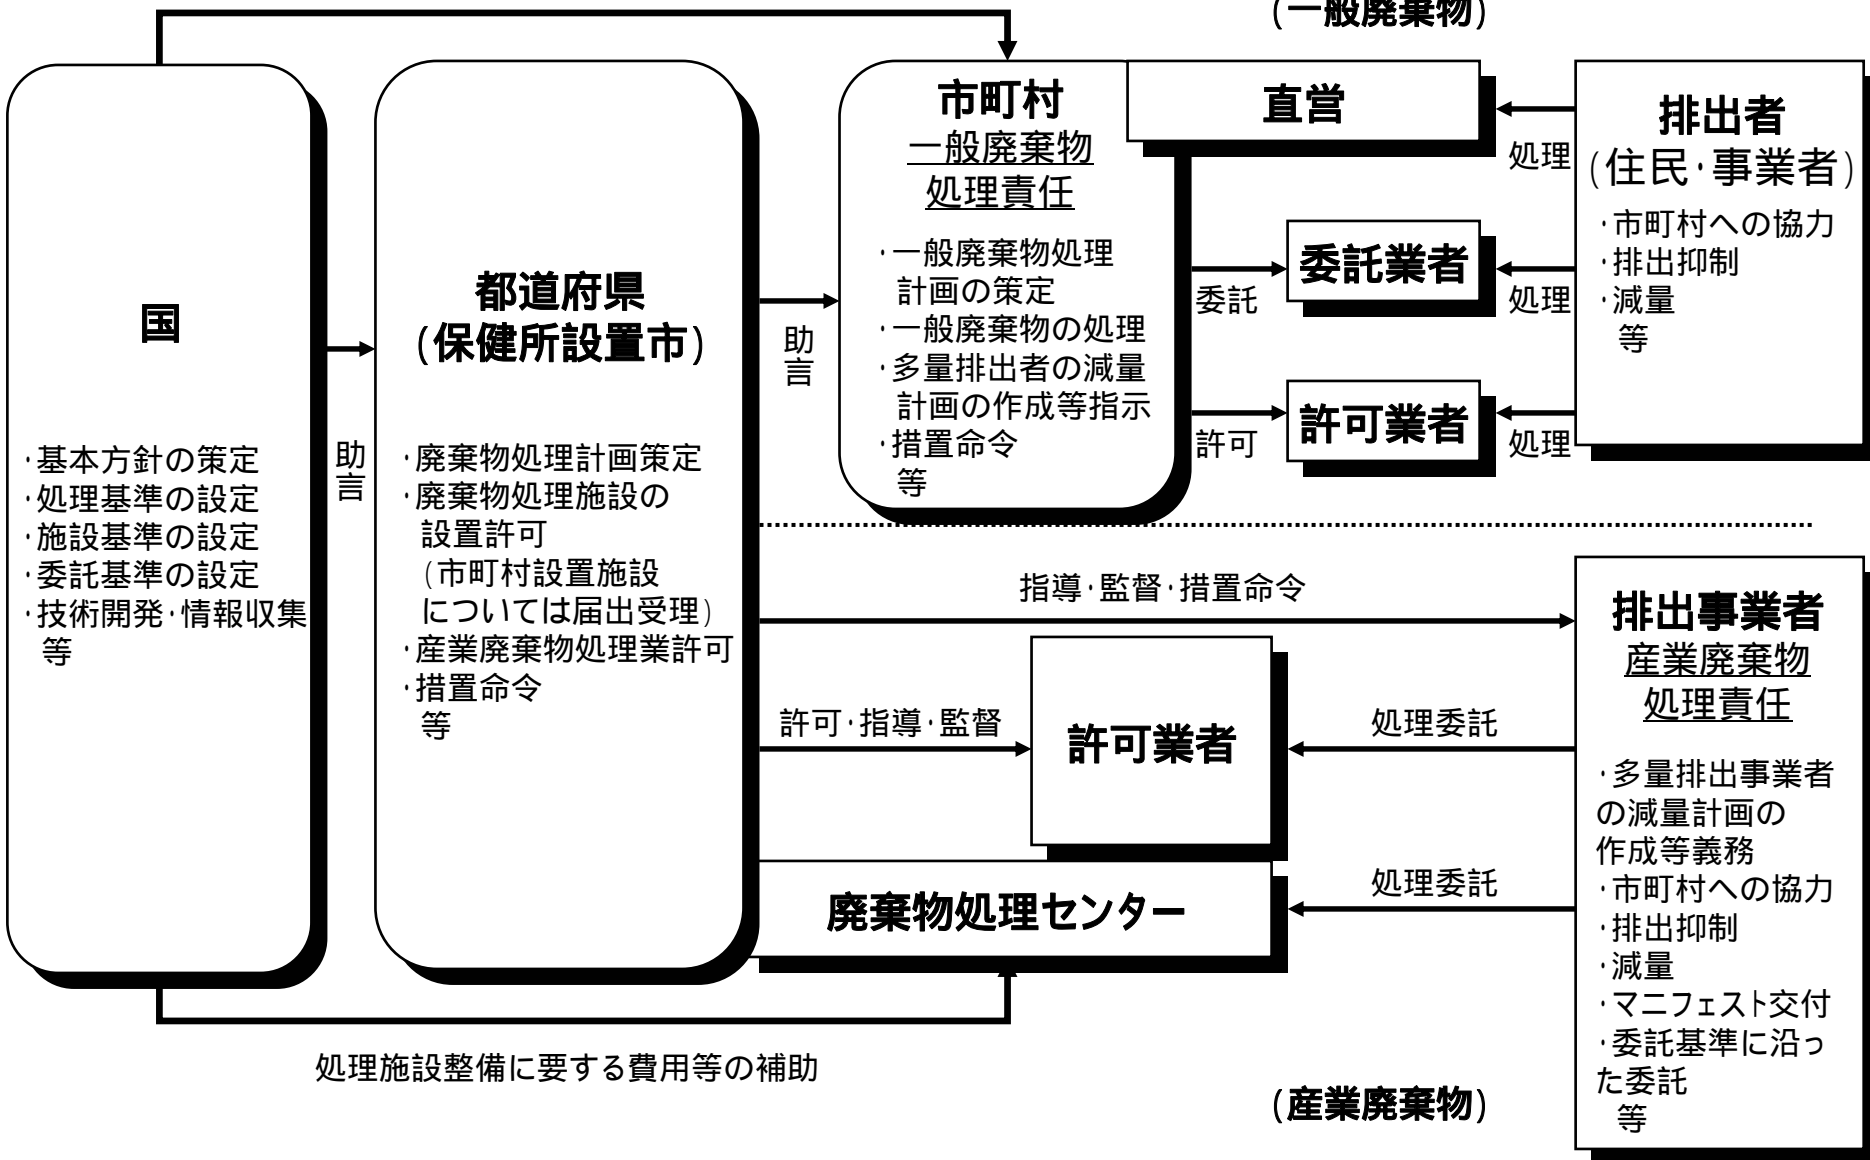 (一般廃棄物)
国
・基本方針の策定
・処理基準の設定
・施設基準の設定
・委託基準の設定
・技術開発・情報収集
等
助言
都道府県
(保健所設置市)
・廃棄物処理計画策定
・廃棄物処理施設の
設置許可
(市町村設置施設
については届出受理)
・産業廃棄物処理業許可
・措置命令
等
助言
市町村
一般廃棄物
処理責任
・一般廃棄物処理
計画の策定
・一般廃棄物の処理
・多量排出者の減量
計画の作成等指示
・措置命令
等
直営
処理
委託
委託業者
処理
許可
許可業者
処理
排出者
(住民・事業者)
・市町村への協力
・排出抑制
・減量
等
指導・監督・措置命令
許可・指導・監督
許可業者
処理委託
廃棄物処理センター
処理委託
排出事業者
産業廃棄物
処理責任
・多量排出事業者
の減量計画の
作成等義務
・市町村への協力
・排出抑制
・減量
・マニフェスト交付
・委託基準に沿っ
た委託
等
処理施設整備に要する費用等の補助
(産業廃棄物)